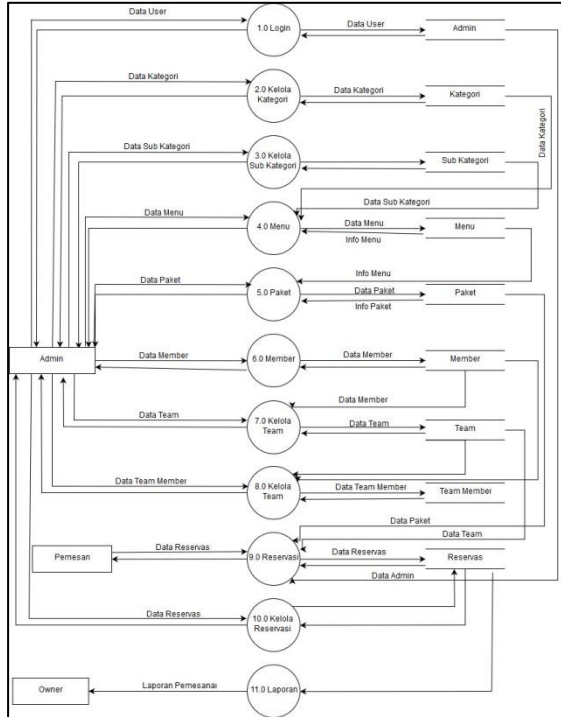 Data User
1.0 Login
Data User
Admin
Data Kategori
2.0 Kelola
Kategori
Data Kategori
Kategori
Data Kategori
Data Sub Kategori
3.0 Kelola
Sub Kategori
Data Sub Kategori
Sub Kategori
Data Sub Kategori
Data Menu
4.0 Menu
Data Menu
Menu
Info Menu
Info Menu
Data Paket
5.0 Paket
Data Paket
Paket
Info Paket
Admin
Data Member
6.0 Member
Data Member
Member
Data Member
Data Team
7.0 Kelola
Team
Data Team
Team
Data Team Member
8.0 Kelola
Team
Data Team Member
Team Member
Data Paket
Data Team
Pemesan
Data Reservas
9.0 Reservasi
Data Reservas
Reservas
Data Admin
Data Reservas
10.0 Kelola
Reservasi
Owner
Laporan Pemesanai
11.0 Laporan